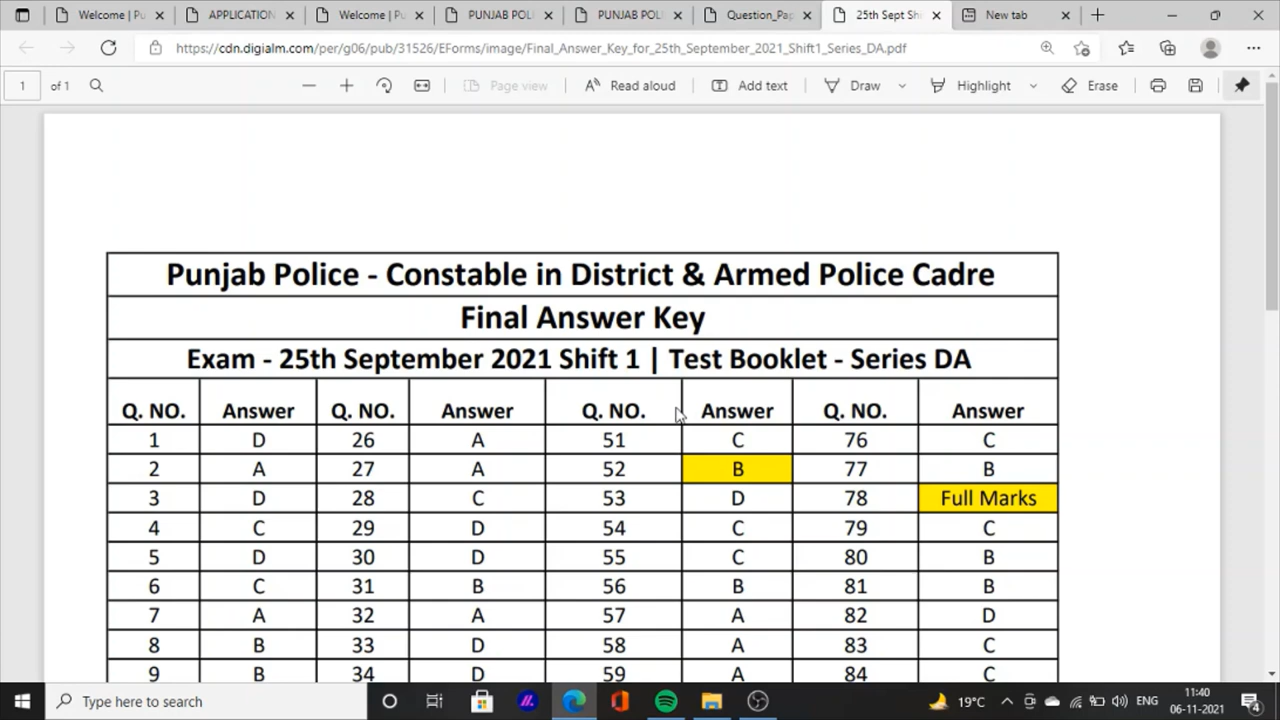 Welcome | Pu
APPLICATION
Welcome | Pu
PUNJAB POLI
PUNJAB POLI
Question_Pap
25th Sept Shi
New tab
https://cdn.digialm.com/per/g06/pub/31526/EForms/image/Final_Answer_Key_for_25th_September_2021_Shift1_Series_DA.pdf
1 of 1 Page view Read aloud Add text Draw Highlight Erase
Punjab Police - Constable in District & Armed Police Cadre
Final Answer Key
Exam - 25th September 2021 Shift 1 | Test Booklet - Series DA
Q. NO. Answer Q. NO. Answer Q. NO. Answer Q. NO. Answer
1 D 26 A 51 C 76 C
2 A 27 A 52 B 77 B
3 D 28 C 53 D 78 Full Marks
4 C 29 D 54 C 79 C
5 D 30 D 55 C 80 B
6 C 31 B 56 B 81 B
7 A 32 A 57 A 82 D
8 B 33 D 58 A 83 C
9 B 34 D 59 A 84 C
Type here to search
19°C
ENG
11:40
06-11-2021
4